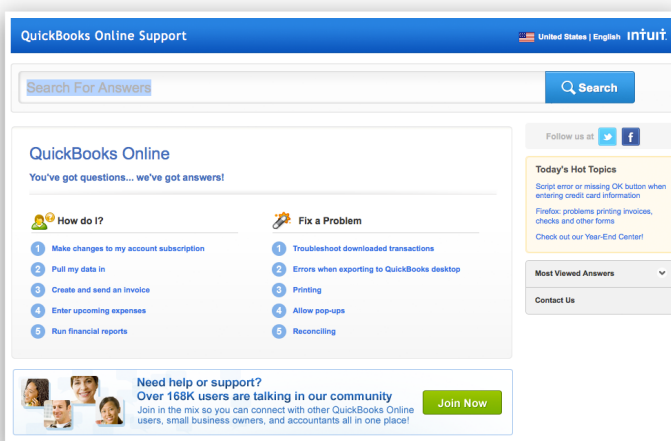 QuickBooks Online Support
United States | English intuit.
Search For Answers
Search
QuickBooks Online
You've got questions... we've got answers!
How do I?
1 Make changes to my account subscription
2 Pull my data in
3 Create and send an invoice
4 Enter upcoming expenses
5 Run financial reports
Fix a Problem
1 Troubleshoot downloaded transactions
2 Errors when exporting to QuickBooks desktop
3 Printing
4 Allow pop-ups
5 Reconciling
Need help or support?
Over 168K users are talking in our community
Join in the mix so you can connect with other QuickBooks Online
users, small business owners, and accountants all in one place!
Join Now
Follow us at
Today's Hot Topics
Script error or missing OK button when
entering credit card information
Firefox: problems printing invoices,
checks and other forms
Check out our Year-End Center!
Most Viewed Answers
Contact Us